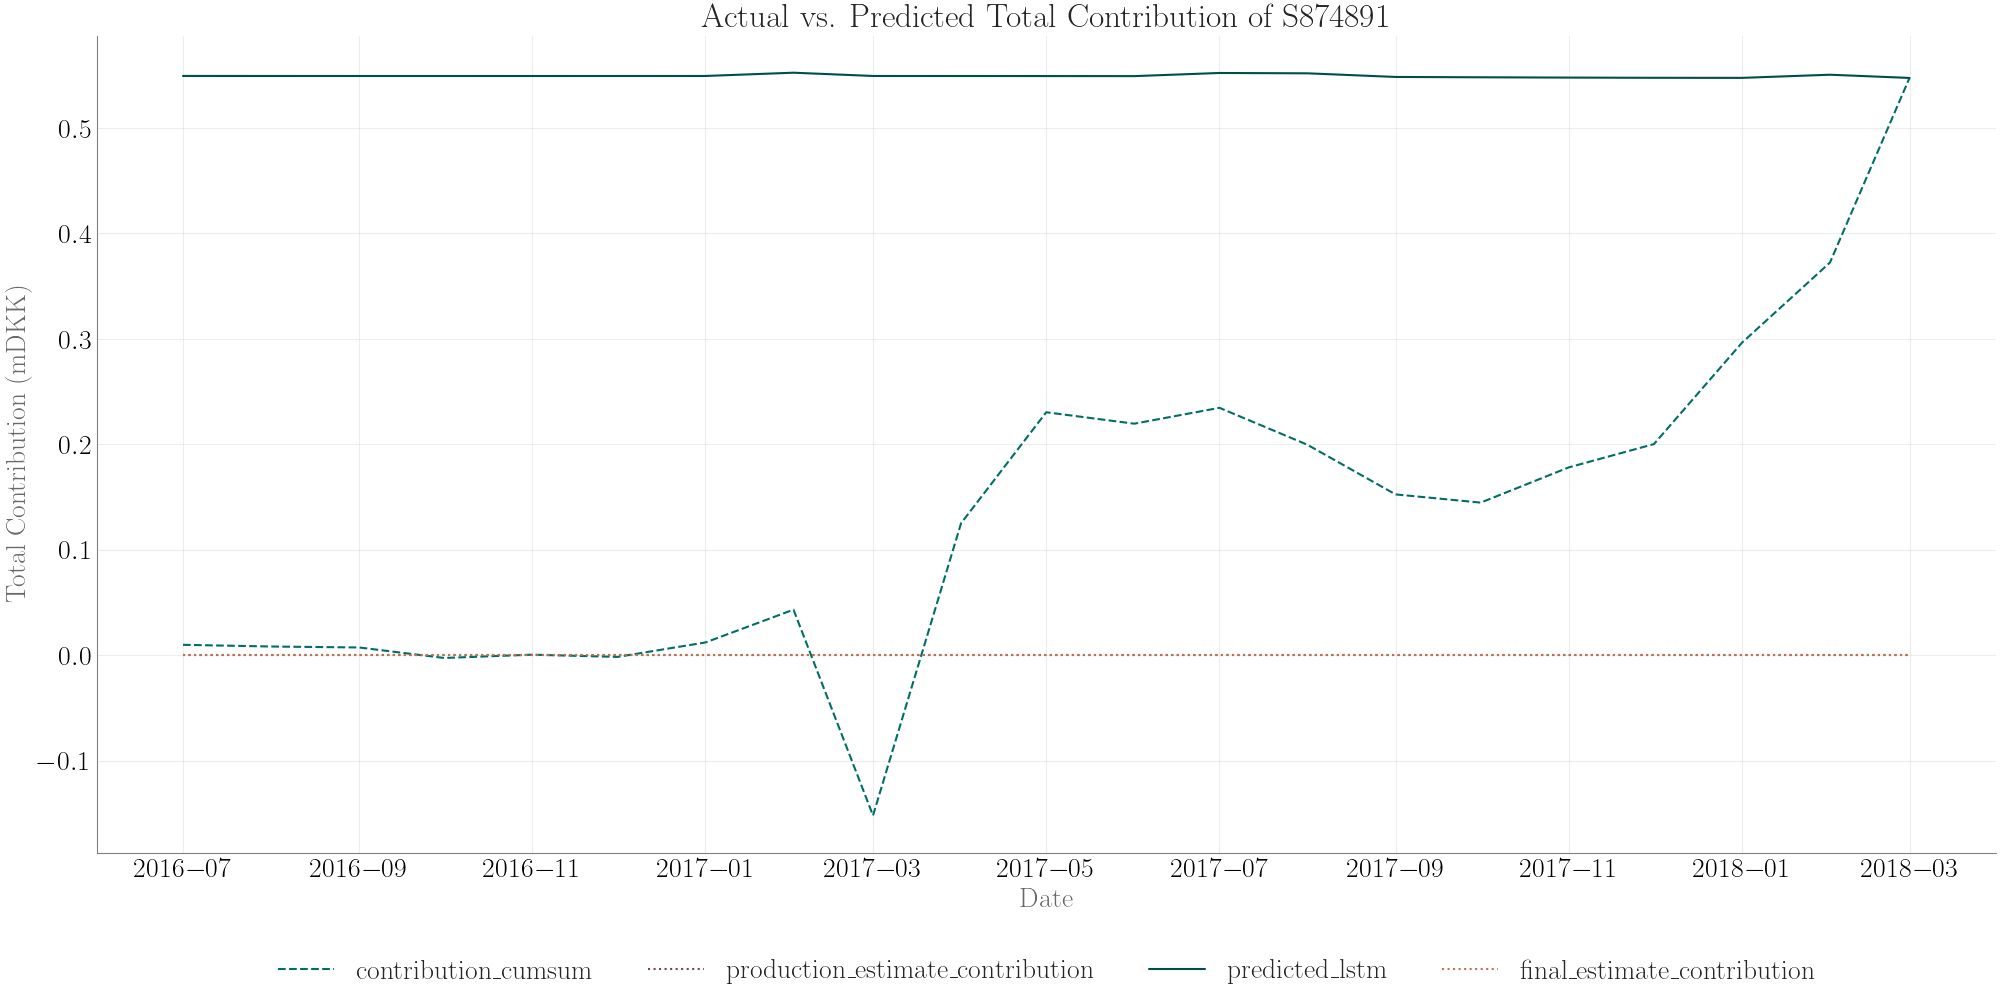 Actual vs. Predicted Total Contribution of S874891
Total Contribution (mDKK)
0.5
0.4
0.3
0.2
0.1
0.0
−0.1
2016−07 2016−09 2016−11 2017−01 2017−03 2017−05 2017−07 2017−09 2017−11 2018−01 2018−03
Date
contribution_cumsum production_estimate_contribution predicted_lstm final_estimate_contribution